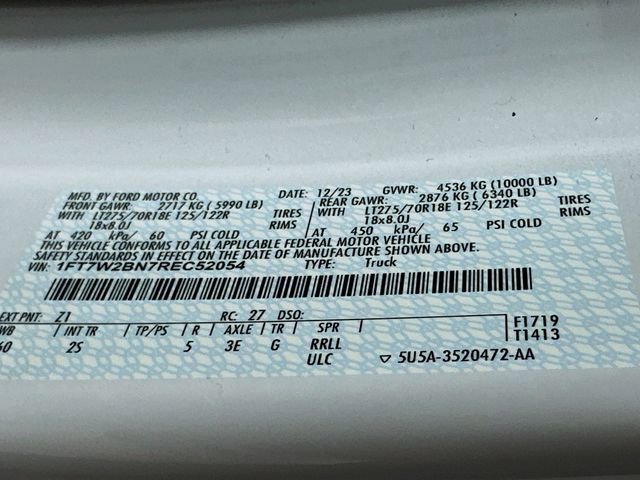 MFD. BY FORD MOTOR CO. DATE: 12/23 GVWR: 4536 KG (10000 LB)
FRONT GAWR: 2717 KG (5990 LB) REAR GAWR: 2876 KG (6340 LB)
WITH LT275/70R18E 125/122R TIRES WITH LT275/70R18E 125/122R TIRES
18x8.0J RIMS 18x8.0J RIMS
AT 420 kPa/ 60 PSI COLD AT 450 kPa/ 65 PSI COLD
THIS VEHICLE CONFORMS TO ALL APPLICABLE FEDERAL MOTOR VEHICLE
SAFETY STANDARDS IN EFFECT ON THE DATE OF MANUFACTURE SHOWN ABOVE.
VIN: 1FT7W2BN7REC52054 TYPE: Truck
EXT PNT: Z1 RC: 27 DSO:
WB INT TR TP/PS R AXLE TR SPR F1719
60 2S 5 3E G RRLL T1413
ULC ▽ 5U5A-3520472-AA